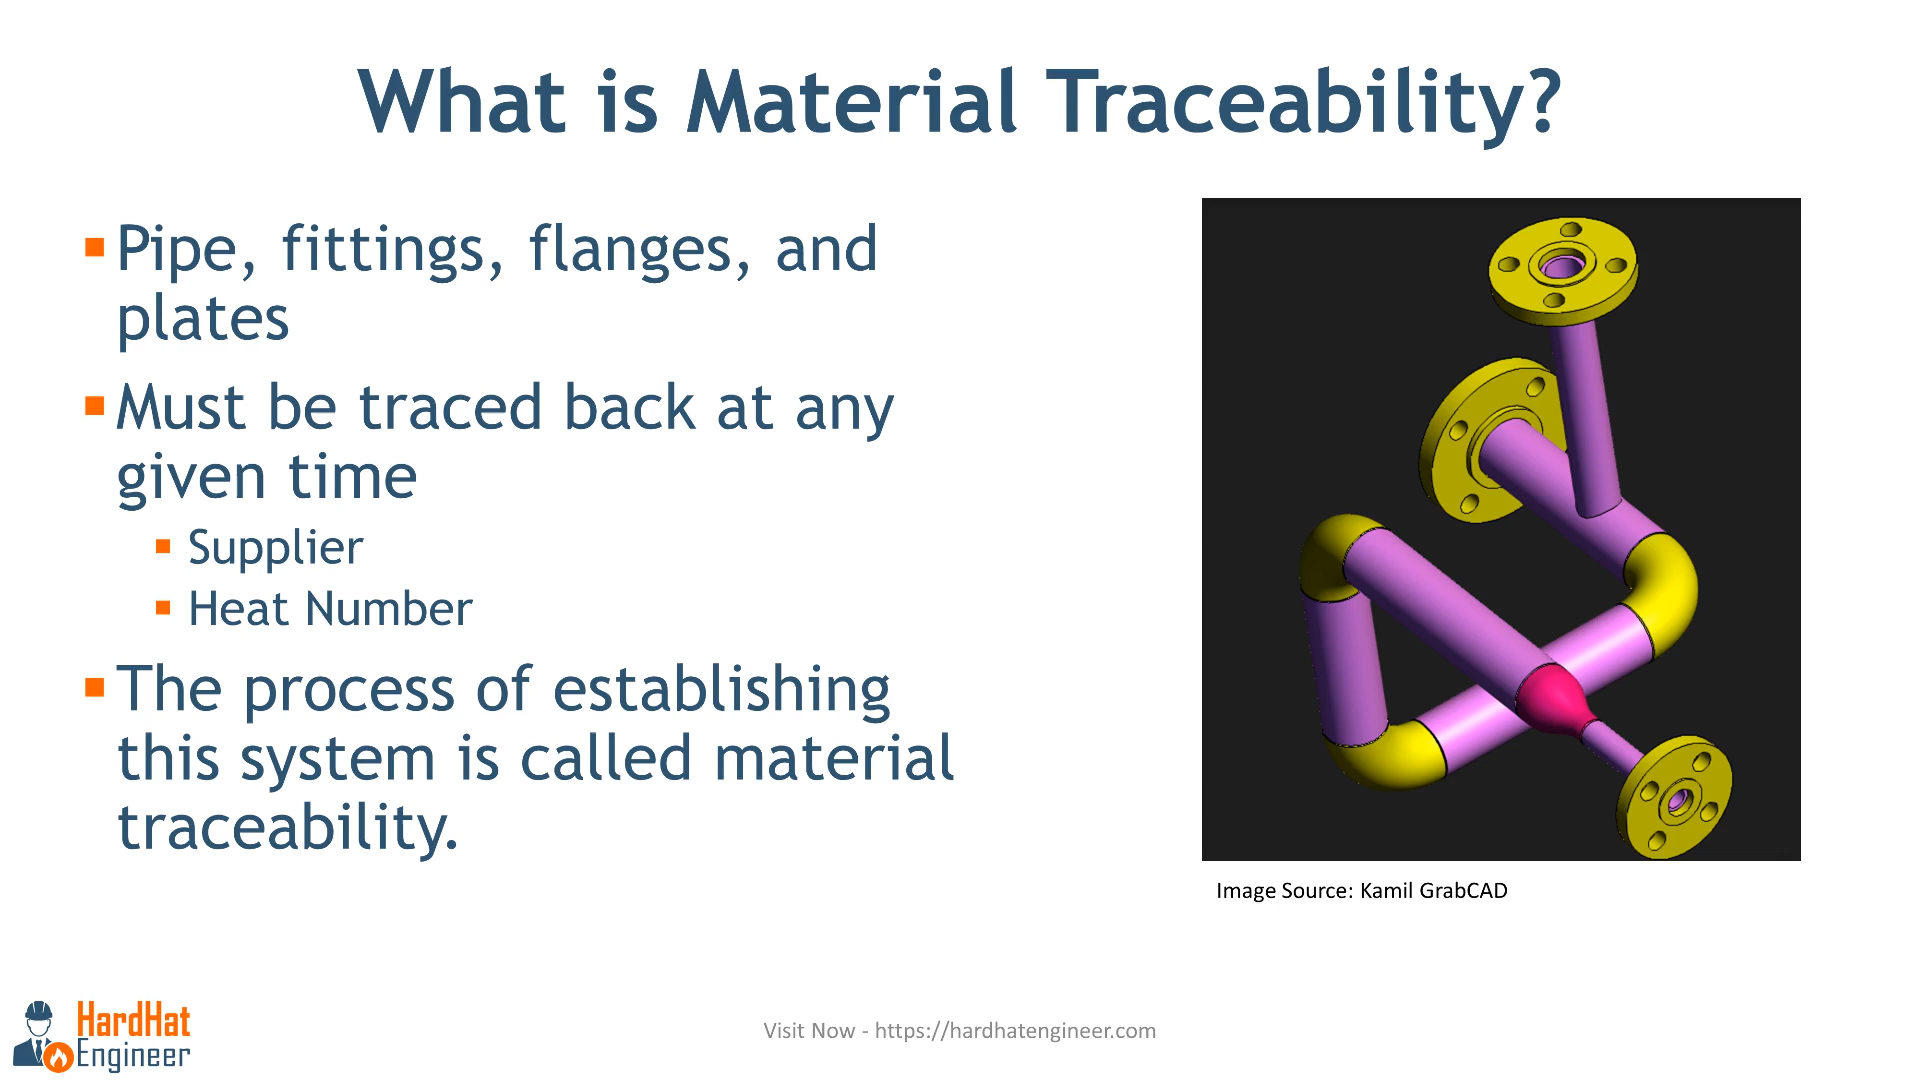 What is Material Traceability?
Pipe, fittings, flanges, and
plates
Must be traced back at any
given time
Supplier
Heat Number
The process of establishing
this system is called material
traceability.
Image Source: Kamil GrabCAD
HardHat
Engineer
Visit Now - https://hardhatengineer.com